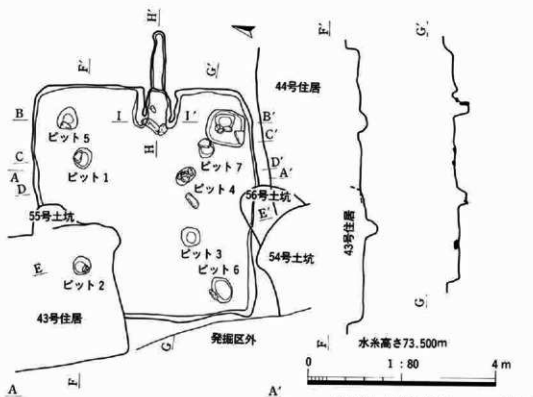 H′
F′
G′
44号住居
F′
G′
B
I
I′
B′
ピット5
H
C′
C
ピット1
ピット7
D′
A
ピット4
A′
D
56号土坑
55号土坑
E′
ピット3
54号土坑
E
ピット2
ピット6
43号住居
43号住居
発掘区外
G
F
G
F
水糸高さ73.500m
0
1:80
4 m
A
A′